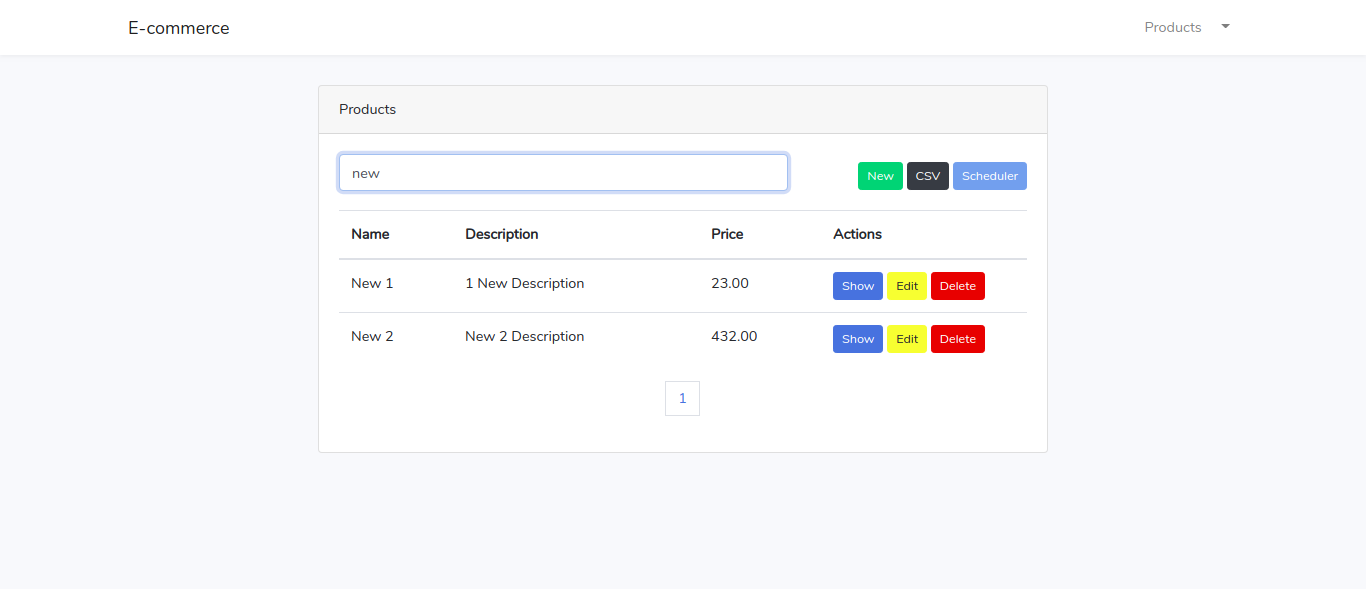 E-commerce Products
Products
new New CSV Scheduler
Name Description Price Actions
New 1 1 New Description 23.00 Show Edit Delete
New 2 New 2 Description 432.00 Show Edit Delete
1